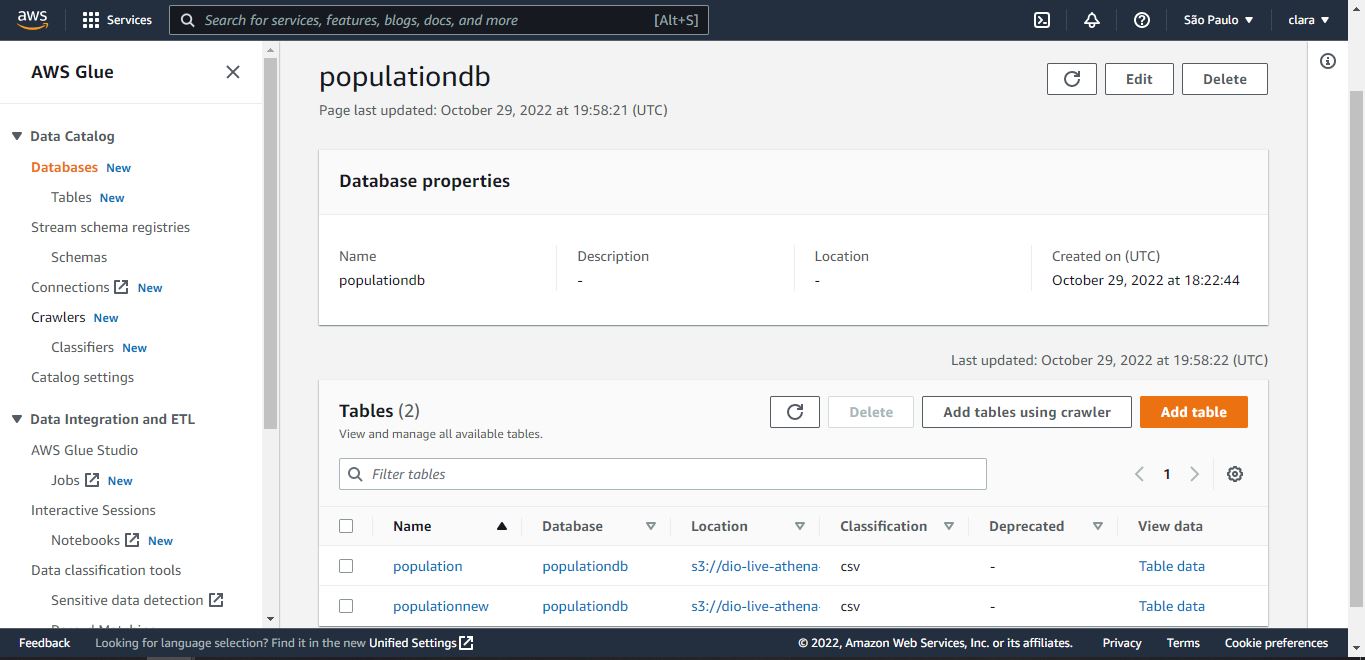 aws Services Search for services, features, blogs, docs, and more [Alt+S] São Paulo clara
AWS Glue
Data Catalog
Databases New
Tables New
Stream schema registries
Schemas
Connections New
Crawlers New
Classifiers New
Catalog settings
Data Integration and ETL
AWS Glue Studio
Jobs New
Interactive Sessions
Notebooks New
Data classification tools
Sensitive data detection
populationdb
Edit Delete
Page last updated: October 29, 2022 at 19:58:21 (UTC)
Database properties
Name Description Location Created on (UTC)
populationdb - - October 29, 2022 at 18:22:44
Last updated: October 29, 2022 at 19:58:22 (UTC)
Tables (2) Delete Add tables using crawler Add table
View and manage all available tables.
Filter tables 1
Name Database Location Classification Deprecated View data
population populationdb s3://dio-live-athena- csv - Table data
populationnew populationdb s3://dio-live-athena- csv - Table data
Feedback Looking for language selection? Find it in the new Unified Settings © 2022, Amazon Web Services, Inc. or its affiliates. Privacy Terms Cookie preferences